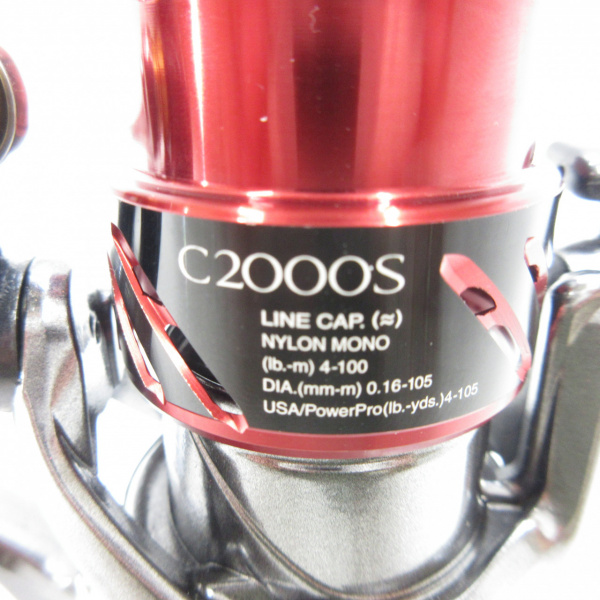 C2000S
LINE CAP. (≈)
NYLON MONO
(lb.-m) 4-100
DIA.(mm-m) 0.16-105
USA/PowerPro(lb.-yds.)4-105